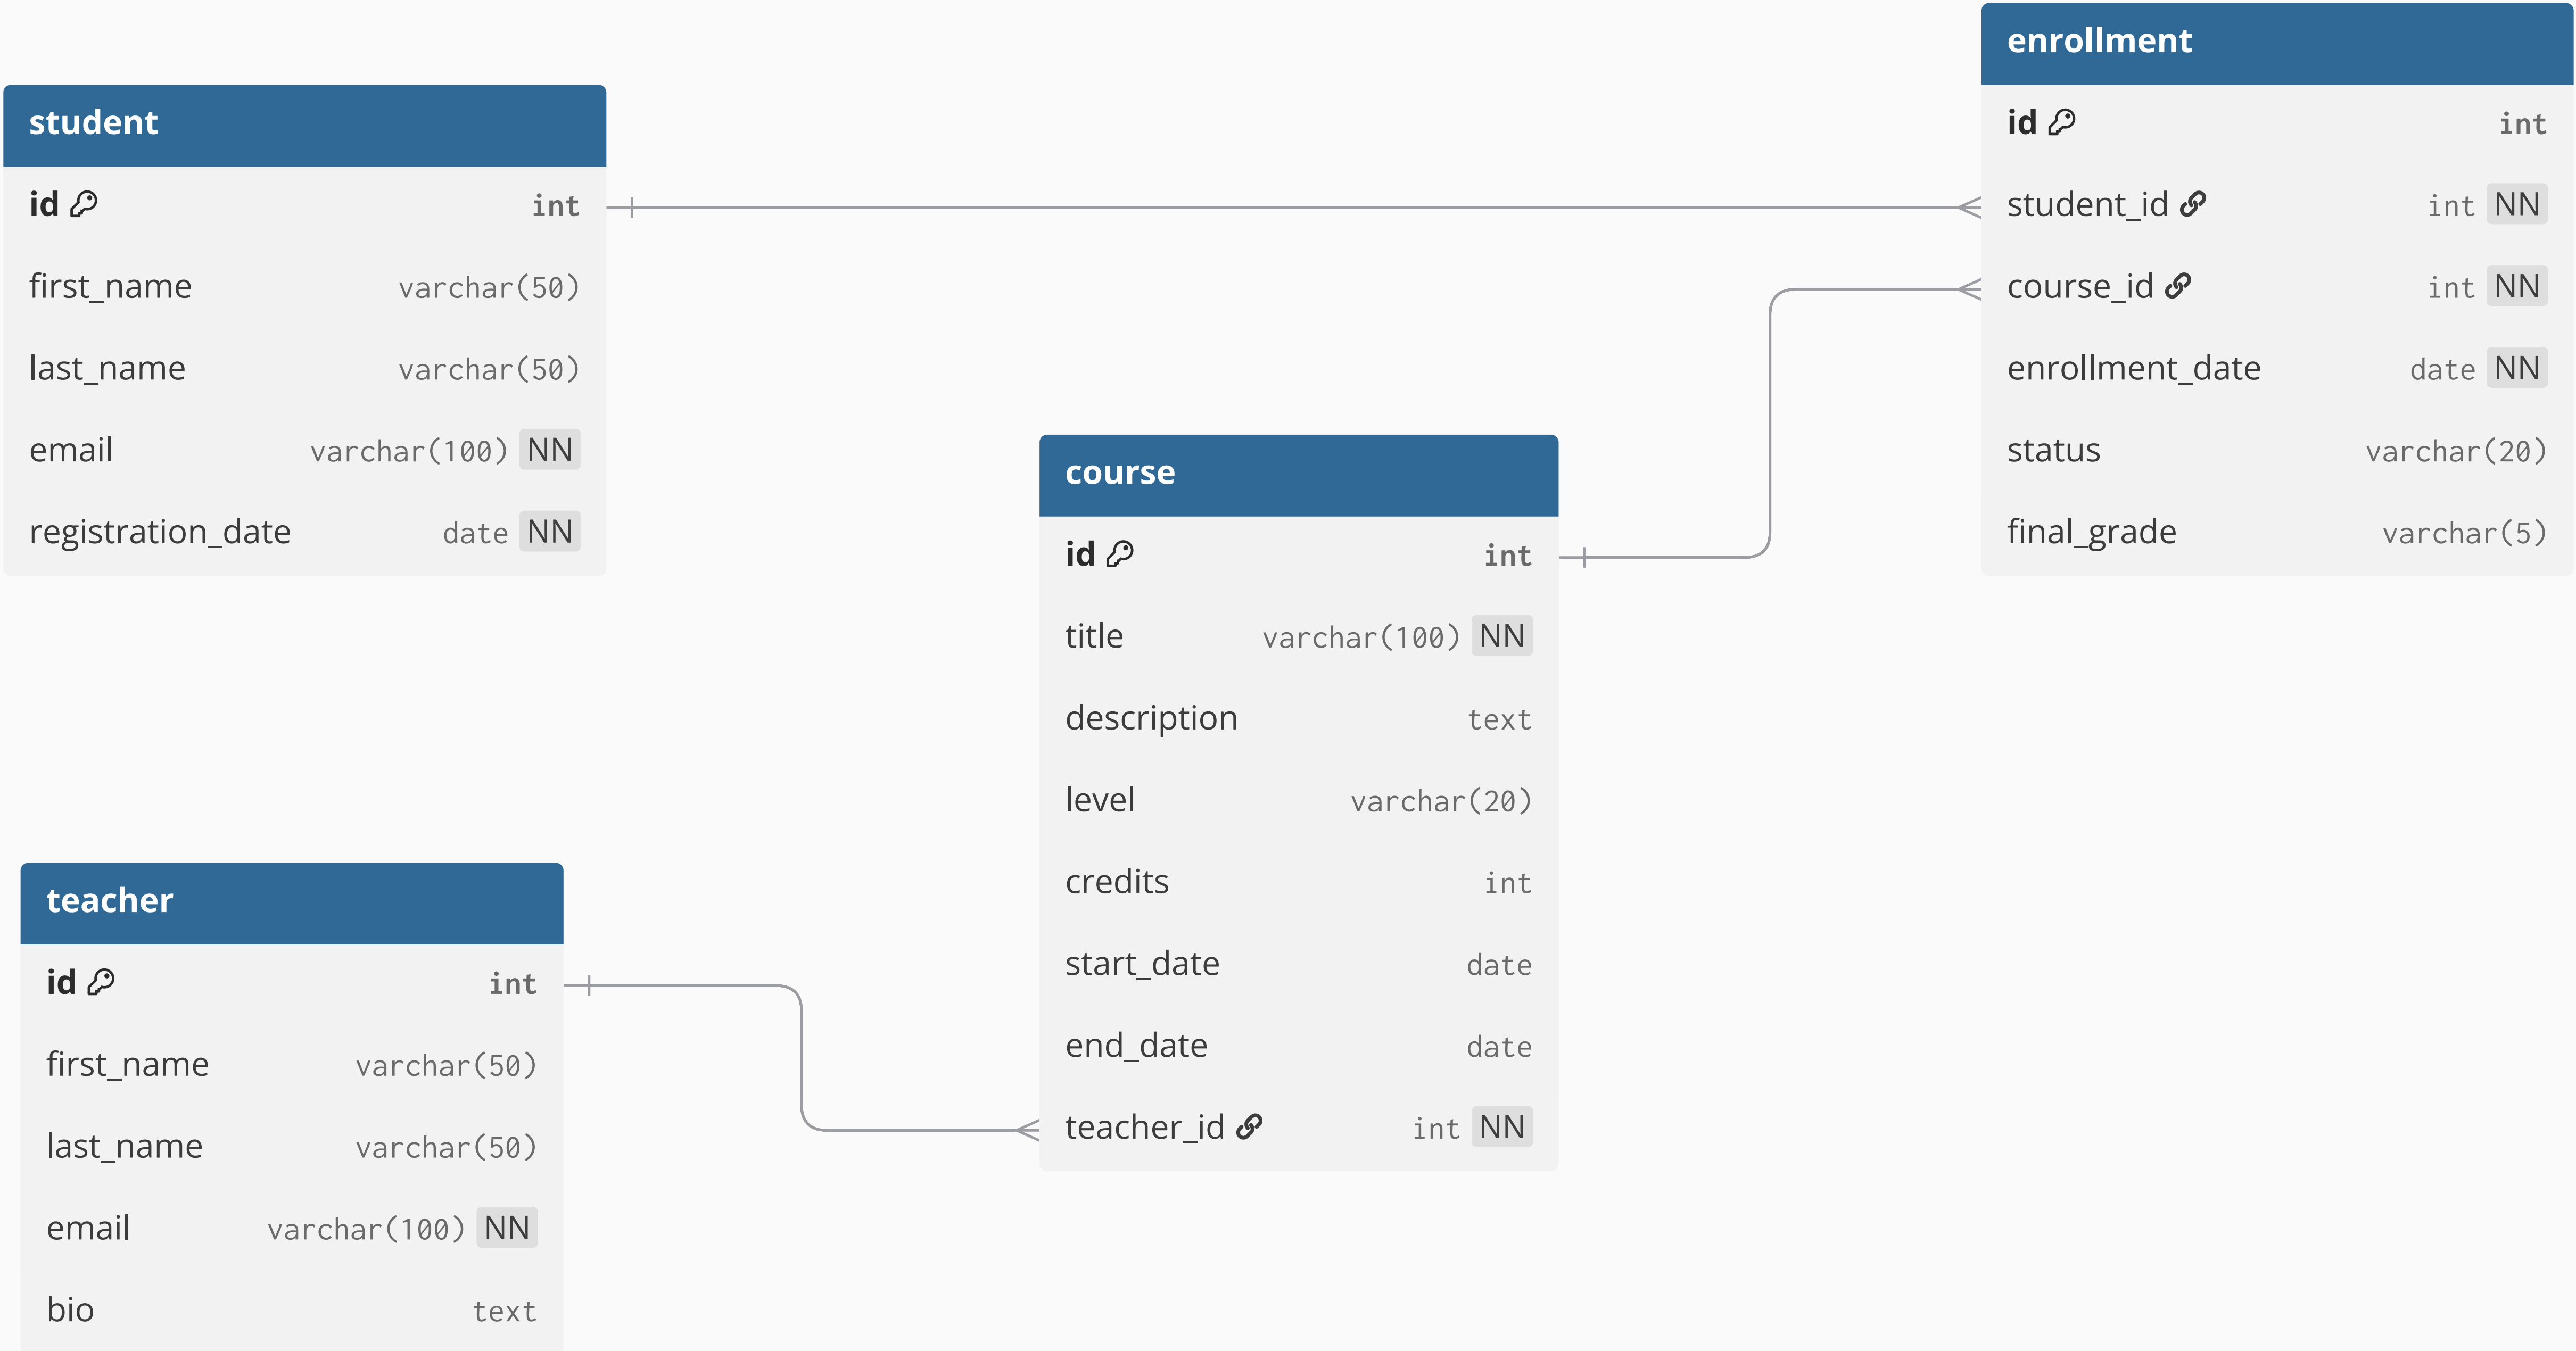 student
id int
first_name varchar(50)
last_name varchar(50)
email varchar(100) NN
registration_date date NN
enrollment
id int
student_id int NN
course_id int NN
enrollment_date date NN
status varchar(20)
final_grade varchar(5)
course
id int
title varchar(100) NN
description text
level varchar(20)
credits int
start_date date
end_date date
teacher_id int NN
teacher
id int
first_name varchar(50)
last_name varchar(50)
email varchar(100) NN
bio text